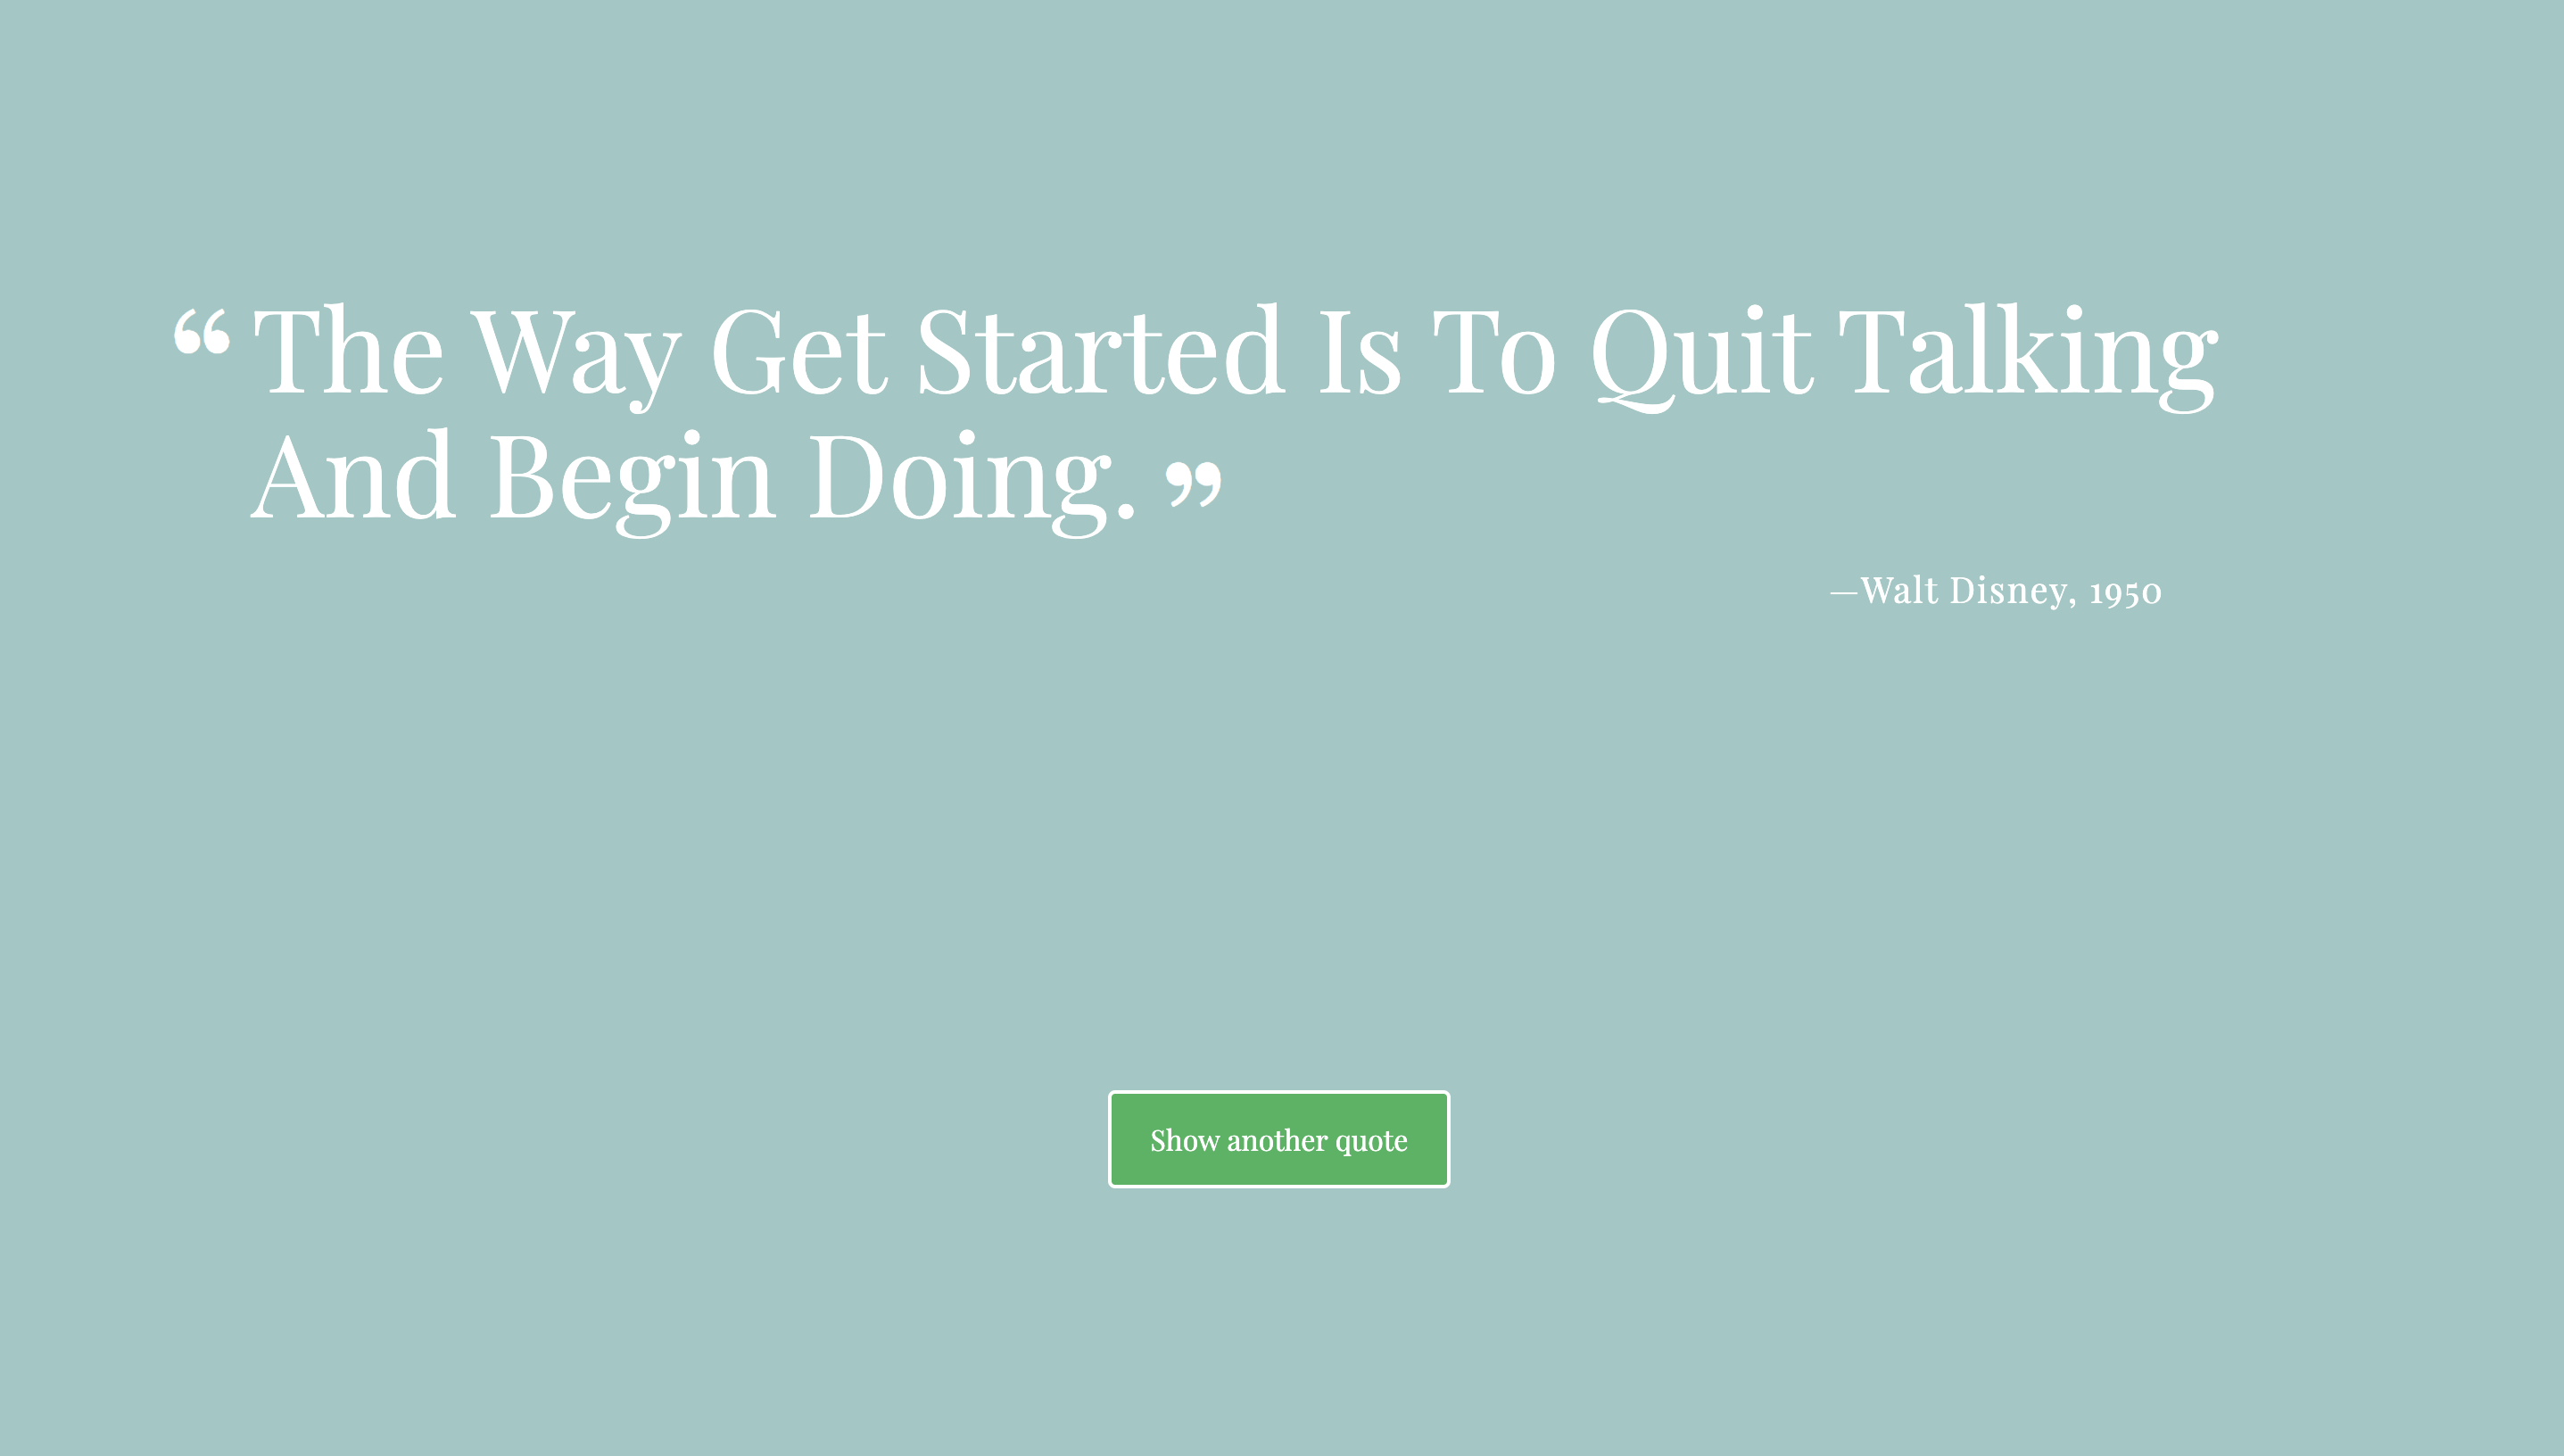 “The Way Get Started Is To Quit Talking
And Begin Doing.”
—Walt Disney, 1950
Show another quote